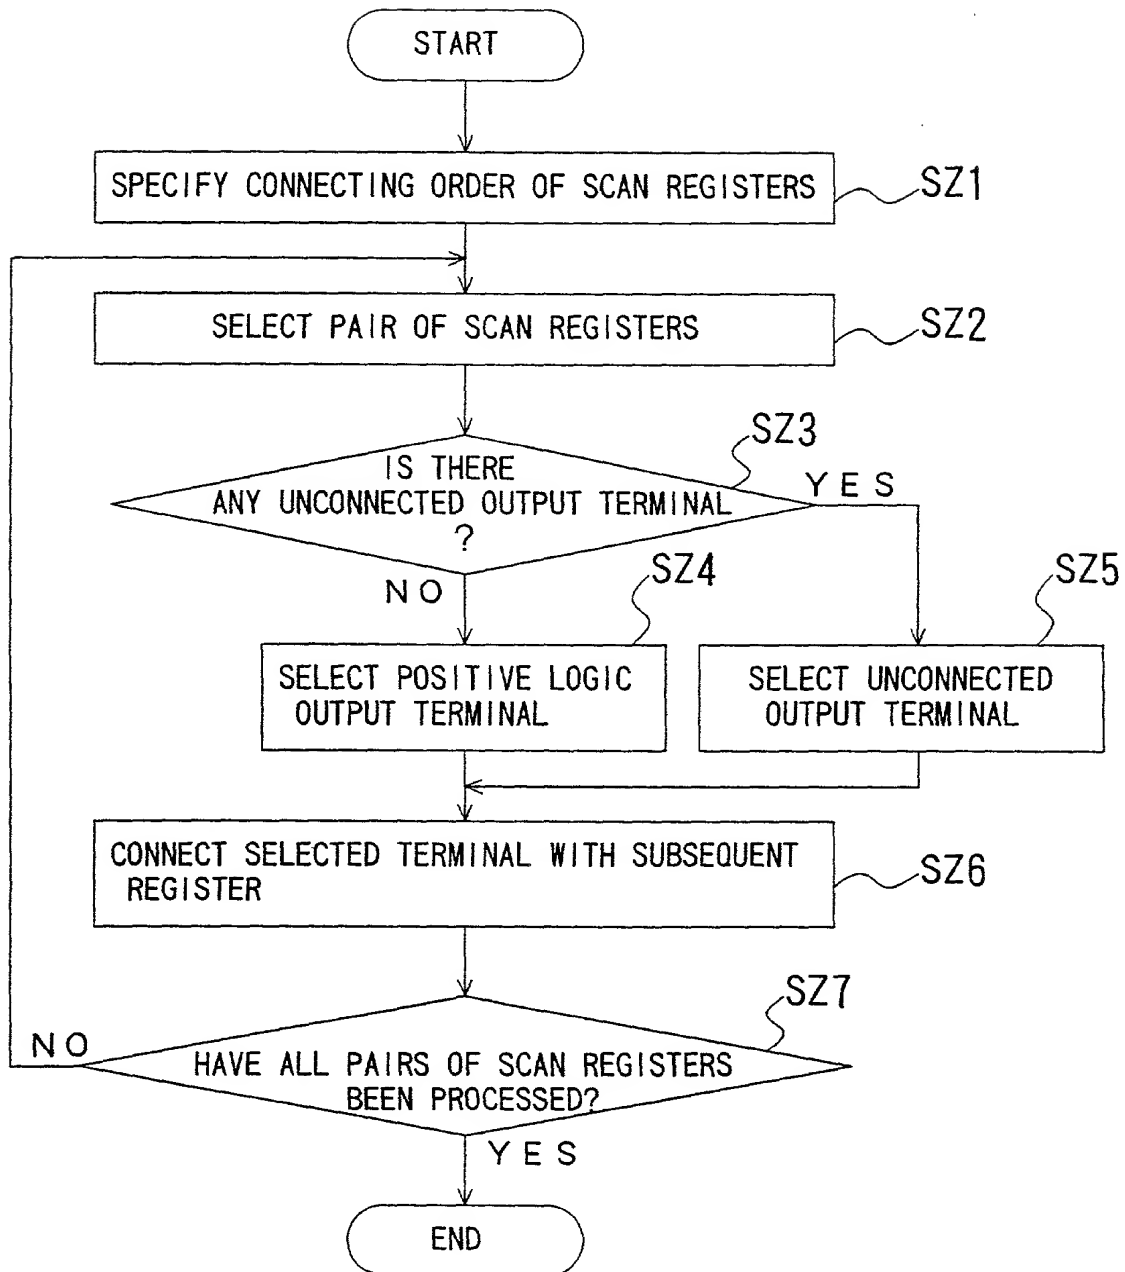 START
SPECIFY CONNECTING ORDER OF SCAN REGISTERS
SZ1
SELECT PAIR OF SCAN REGISTERS
SZ2
SZ3
IS THERE
ANY UNCONNECTED OUTPUT TERMINAL
?
YES
NO
SZ4
SZ5
SELECT POSITIVE LOGIC
OUTPUT TERMINAL
SELECT UNCONNECTED
OUTPUT TERMINAL
CONNECT SELECTED TERMINAL WITH SUBSEQUENT
REGISTER
SZ6
SZ7
NO
HAVE ALL PAIRS OF SCAN REGISTERS
BEEN PROCESSED?
YES
END